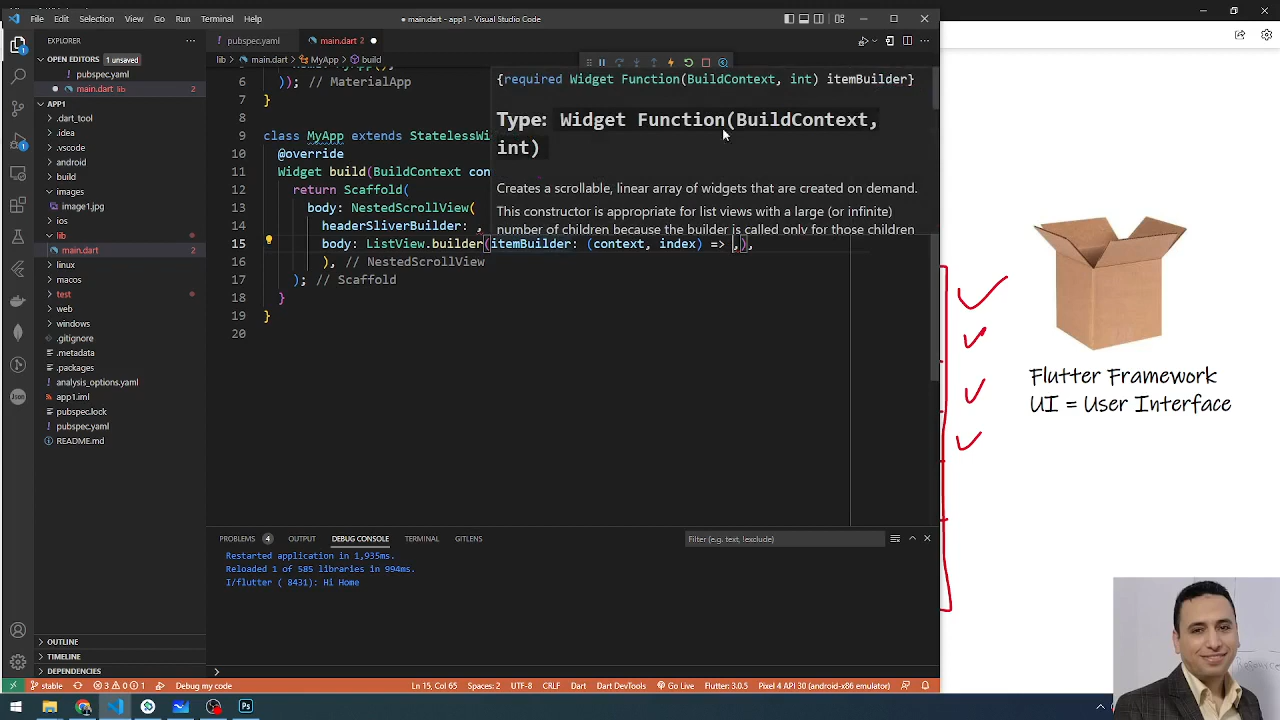 File Edit Selection View Go Run Terminal Help
● main.dart - app1 - Visual Studio Code
EXPLORER
OPEN EDITORS 1 unsaved
pubspec.yaml
main.dart lib 2
APP1
.dart_tool
.idea
.vscode
android
build
images
image1.jpg
ios
lib
main.dart 2
linux
macos
test
web
windows
.gitignore
.metadata
.packages
analysis_options.yaml
app1.iml
pubspec.lock
pubspec.yaml
README.md
OUTLINE
TIMELINE
DEPENDENCIES
pubspec.yaml main.dart 2 ●
lib > main.dart > MyApp > build
6
)); // MaterialApp
7 }
8
9 class MyApp extends StatelessWi
10 @override
11 Widget build(BuildContext con
12 return Scaffold(
13 body: NestedScrollView(
14 headerSliverBuilder: ,
15 body: ListView.builder(itemBuilder: (context, index) => ,),
16 ), // NestedScrollView
17 ); // Scaffold
18 }
19 }
20
{required Widget Function(BuildContext, int) itemBuilder}
Type: Widget Function(BuildContext,
int)
Creates a scrollable, linear array of widgets that are created on demand.
This constructor is appropriate for list views with a large (or infinite)
number of children because the builder is called only for those children
PROBLEMS 4 OUTPUT DEBUG CONSOLE TERMINAL GITLENS
Filter (e.g. text, !exclude)
Restarted application in 1,935ms.
Reloaded 1 of 585 libraries in 994ms.
I/flutter ( 8431): Hi Home
stable 3 0 1 Debug my code Ln 15, Col 65 Spaces: 2 UTF-8 CRLF Dart Dart DevTools Go Live Flutter: 3.0.5 Pixel 4 API 30 (android-x86 emulator)
Flutter Framework
UI = User Interface